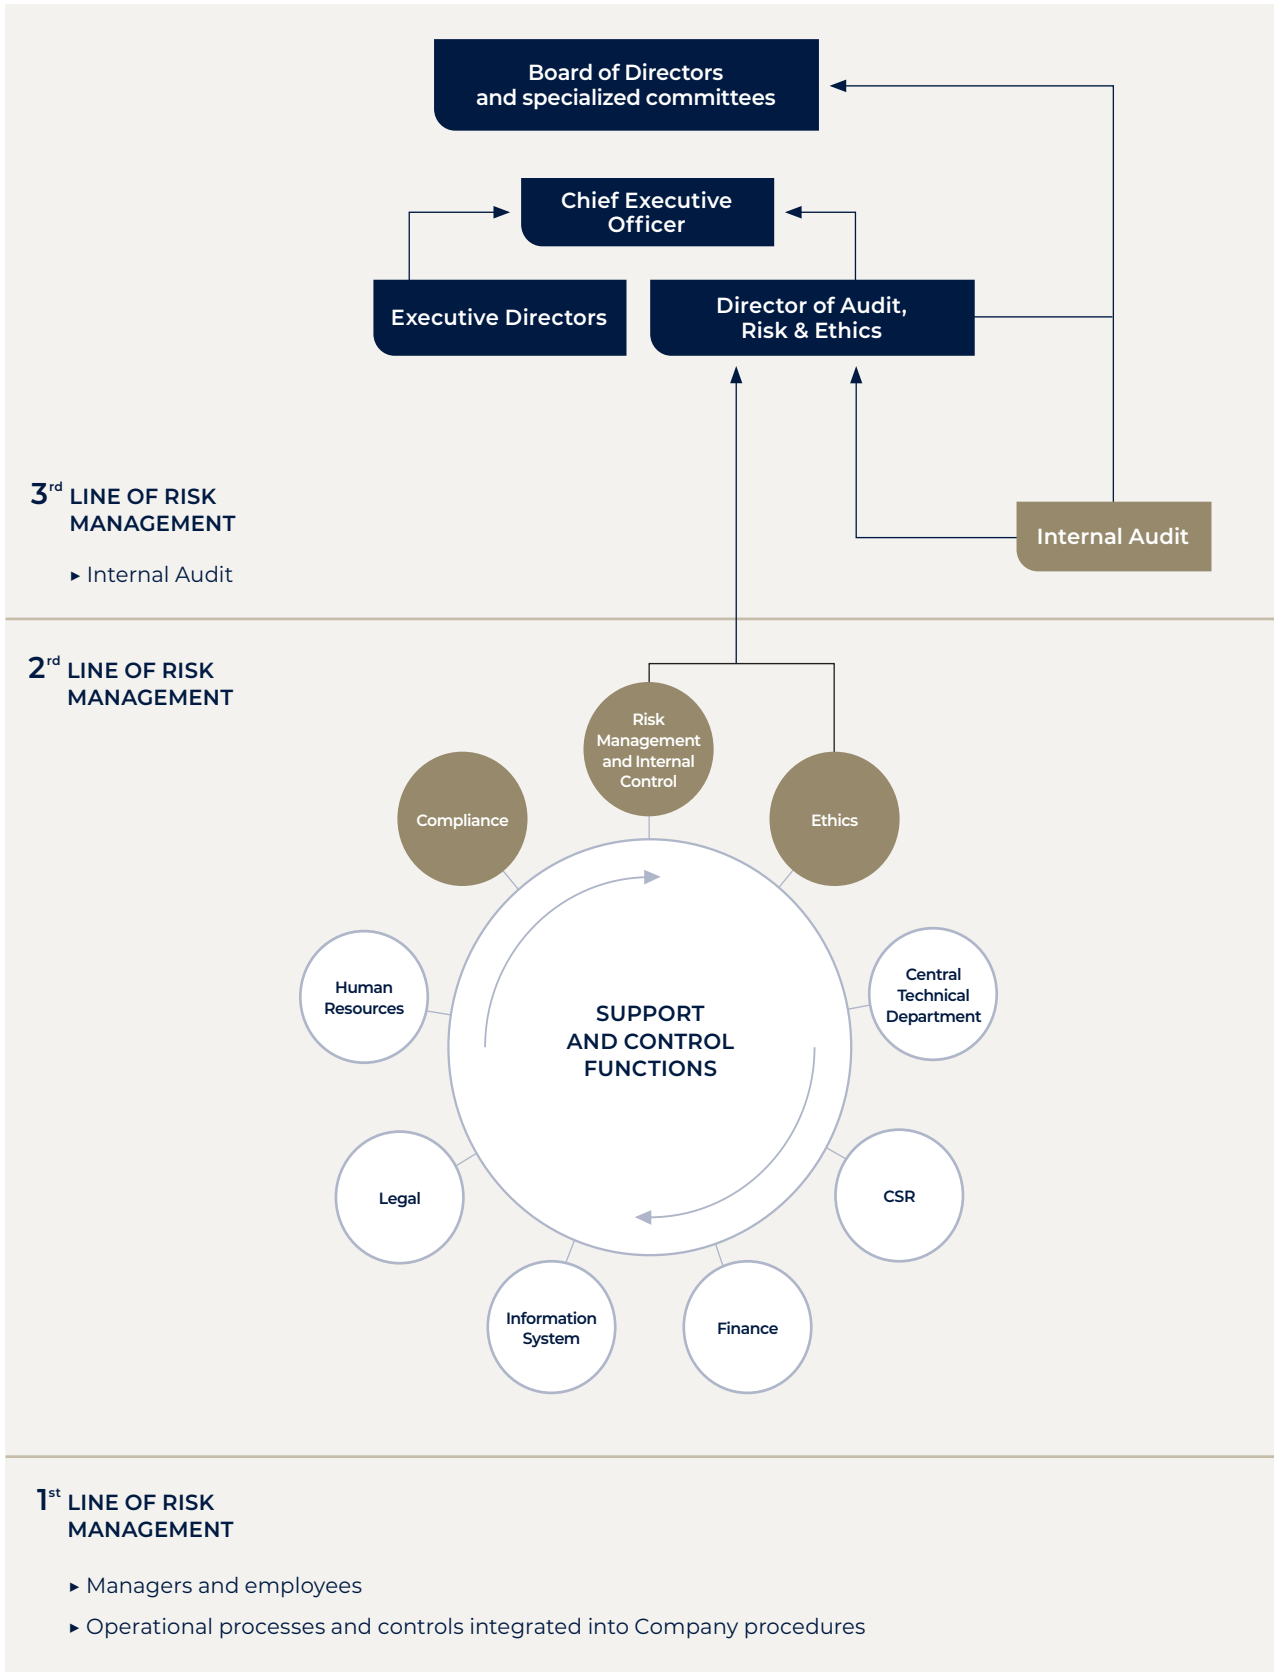 Board of Directors
and specialized committees
Chief Executive
Officer
Executive Directors
Director of Audit,
Risk & Ethics
3rd LINE OF RISK
MANAGEMENT
▸ Internal Audit
Internal Audit
2rd LINE OF RISK
MANAGEMENT
Risk
Management
and Internal
Control
Compliance
Ethics
Human
Resources
Central
Technical
Department
SUPPORT
AND CONTROL
FUNCTIONS
Legal
CSR
Information
System
Finance
1st LINE OF RISK
MANAGEMENT
▸ Managers and employees
▸ Operational processes and controls integrated into Company procedures